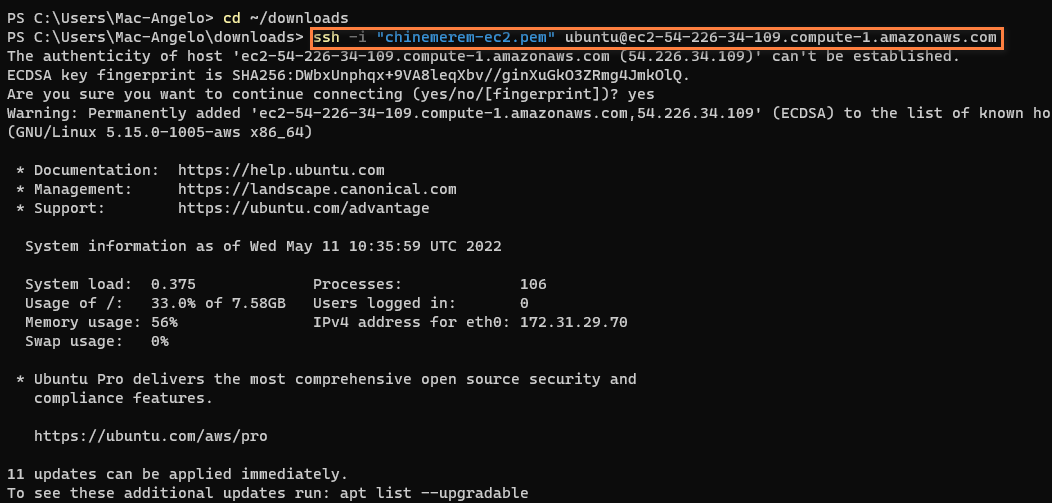 PS C:\Users\Mac-Angelo> cd ~/downloads
PS C:\Users\Mac-Angelo\downloads> ssh -i "chinemerem-ec2.pem" ubuntu@ec2-54-226-34-109.compute-1.amazonaws.com
The authenticity of host 'ec2-54-226-34-109.compute-1.amazonaws.com (54.226.34.109)' can't be established.
ECDSA key fingerprint is SHA256:DWbxUnphqx+9VA8leqXbv//ginXuGkO3ZRmg4JmkOlQ.
Are you sure you want to continue connecting (yes/no/[fingerprint])? yes
Warning: Permanently added 'ec2-54-226-34-109.compute-1.amazonaws.com,54.226.34.109' (ECDSA) to the list of known ho
(GNU/Linux 5.15.0-1005-aws x86_64)
* Documentation: https://help.ubuntu.com
* Management: https://landscape.canonical.com
* Support: https://ubuntu.com/advantage
System information as of Wed May 11 10:35:59 UTC 2022
System load: 0.375 Processes: 106
Usage of /: 33.0% of 7.58GB Users logged in: 0
Memory usage: 56% IPv4 address for eth0: 172.31.29.70
Swap usage: 0%
* Ubuntu Pro delivers the most comprehensive open source security and
compliance features.
https://ubuntu.com/aws/pro
11 updates can be applied immediately.
To see these additional updates run: apt list --upgradable